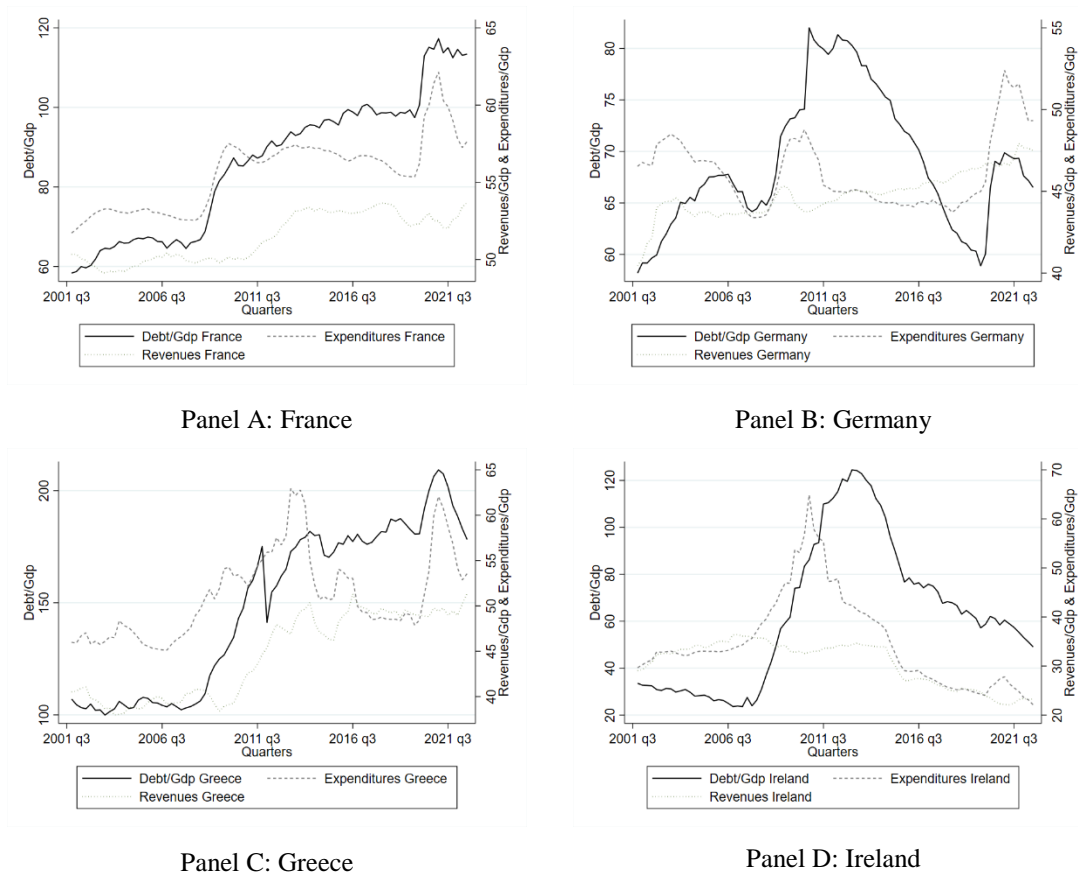 120
100
80
60
Debt/Gdp
65
60
55
50
Revenues/Gdp & Expenditures/Gdp
2001 q3 2006 q3 2011 q3 2016 q3 2021 q3
Quarters
Debt/Gdp France Expenditures France
Revenues France
Panel A: France
80
75
70
65
60
Debt/Gdp
55
50
45
40
Revenues/Gdp & Expenditures/Gdp
2001 q3 2006 q3 2011 q3 2016 q3 2021 q3
Quarters
Debt/Gdp Germany Expenditures Germany
Revenues Germany
Panel B: Germany
200
150
100
Debt/Gdp
65
60
55
50
45
40
Revenues/Gdp & Expenditures/Gdp
2001 q3 2006 q3 2011 q3 2016 q3 2021 q3
Quarters
Debt/Gdp Greece Expenditures Greece
Revenues Greece
Panel C: Greece
120
100
80
60
40
20
Debt/Gdp
70
60
50
40
30
20
Revenues/Gdp & Expenditures/Gdp
2001 q3 2006 q3 2011 q3 2016 q3 2021 q3
Quarters
Debt/Gdp Ireland Expenditures Ireland
Revenues Ireland
Panel D: Ireland